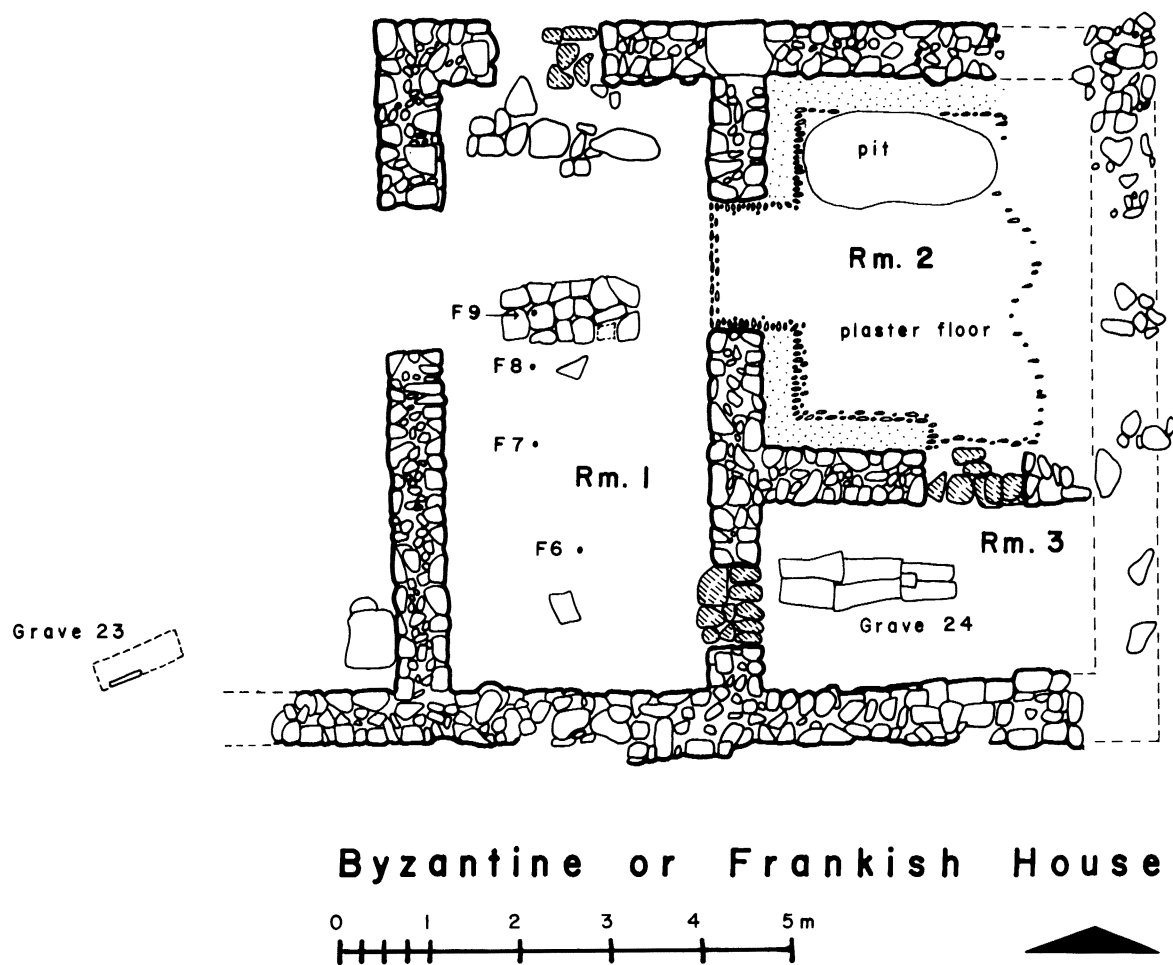 pit
Rm. 2
F9
plaster floor
F8
F7
Rm. 1
F6
Rm. 3
Grave 23
Grave 24
Byzantine or Frankish House
0 1 2 3 4 5 m